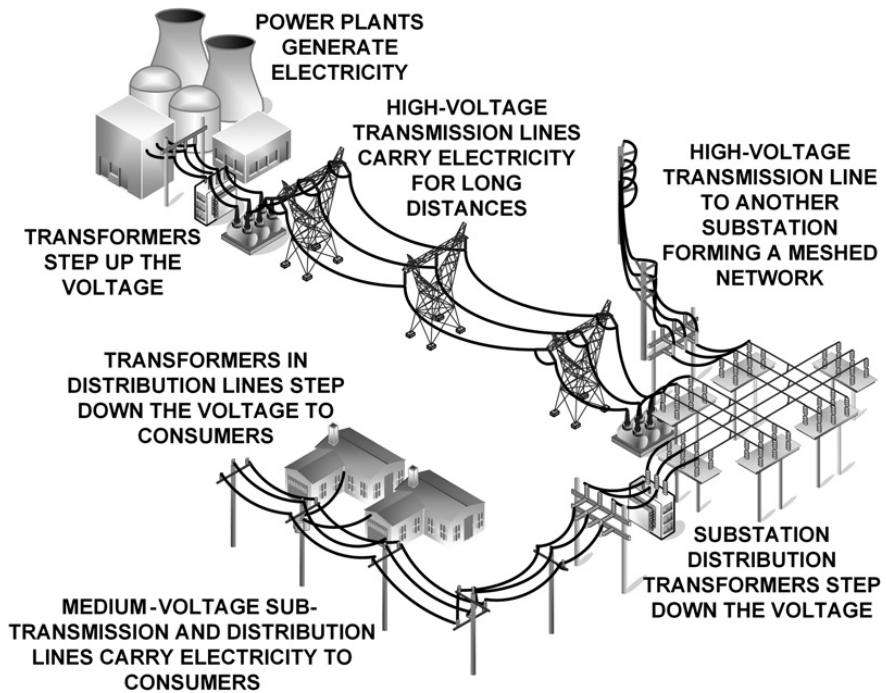 POWER PLANTS
GENERATE
ELECTRICITY
HIGH-VOLTAGE
TRANSMISSION LINES
CARRY ELECTRICITY
FOR LONG
DISTANCES
HIGH-VOLTAGE
TRANSMISSION LINE
TO ANOTHER
SUBSTATION
FORMING A MESHED
NETWORK
TRANSFORMERS
STEP UP THE
VOLTAGE
TRANSFORMERS IN
DISTRIBUTION LINES STEP
DOWN THE VOLTAGE TO
CONSUMERS
SUBSTATION
DISTRIBUTION
TRANSFORMERS STEP
DOWN THE VOLTAGE
MEDIUM-VOLTAGE SUB-
TRANSMISSION AND DISTRIBUTION
LINES CARRY ELECTRICITY TO
CONSUMERS